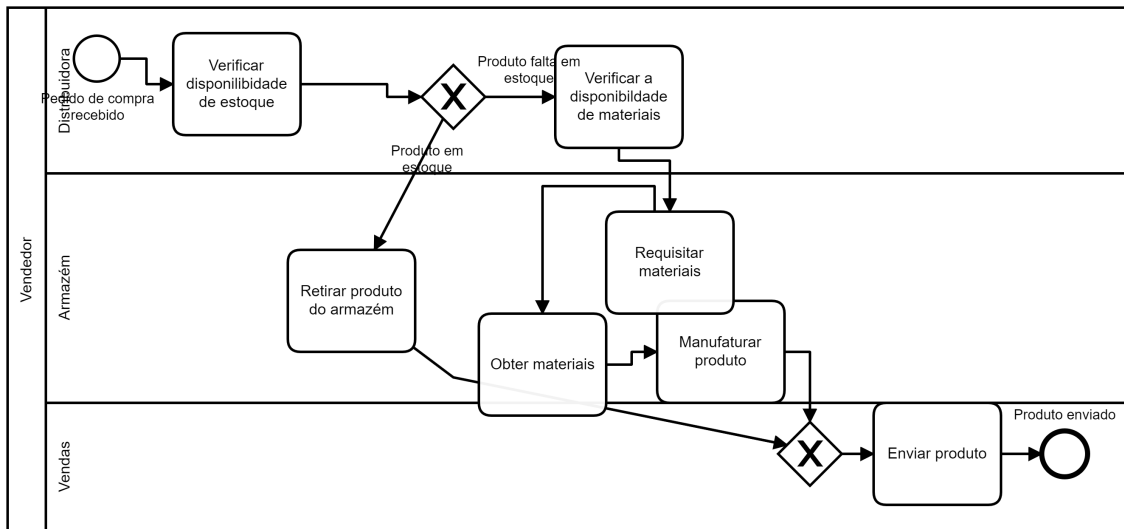 Vendedor
Distribuidora
Pedido de compra
recebido
Verificar
disponilibidade
de estoque
Produto em
estoque
Produto falta em
estoque
Verificar a
disponibildade
de materiais
Armazém
Retirar produto
do armazém
Requisitar
materiais
Obter materiais
Manufaturar
produto
Vendas
Enviar produto
Produto enviado